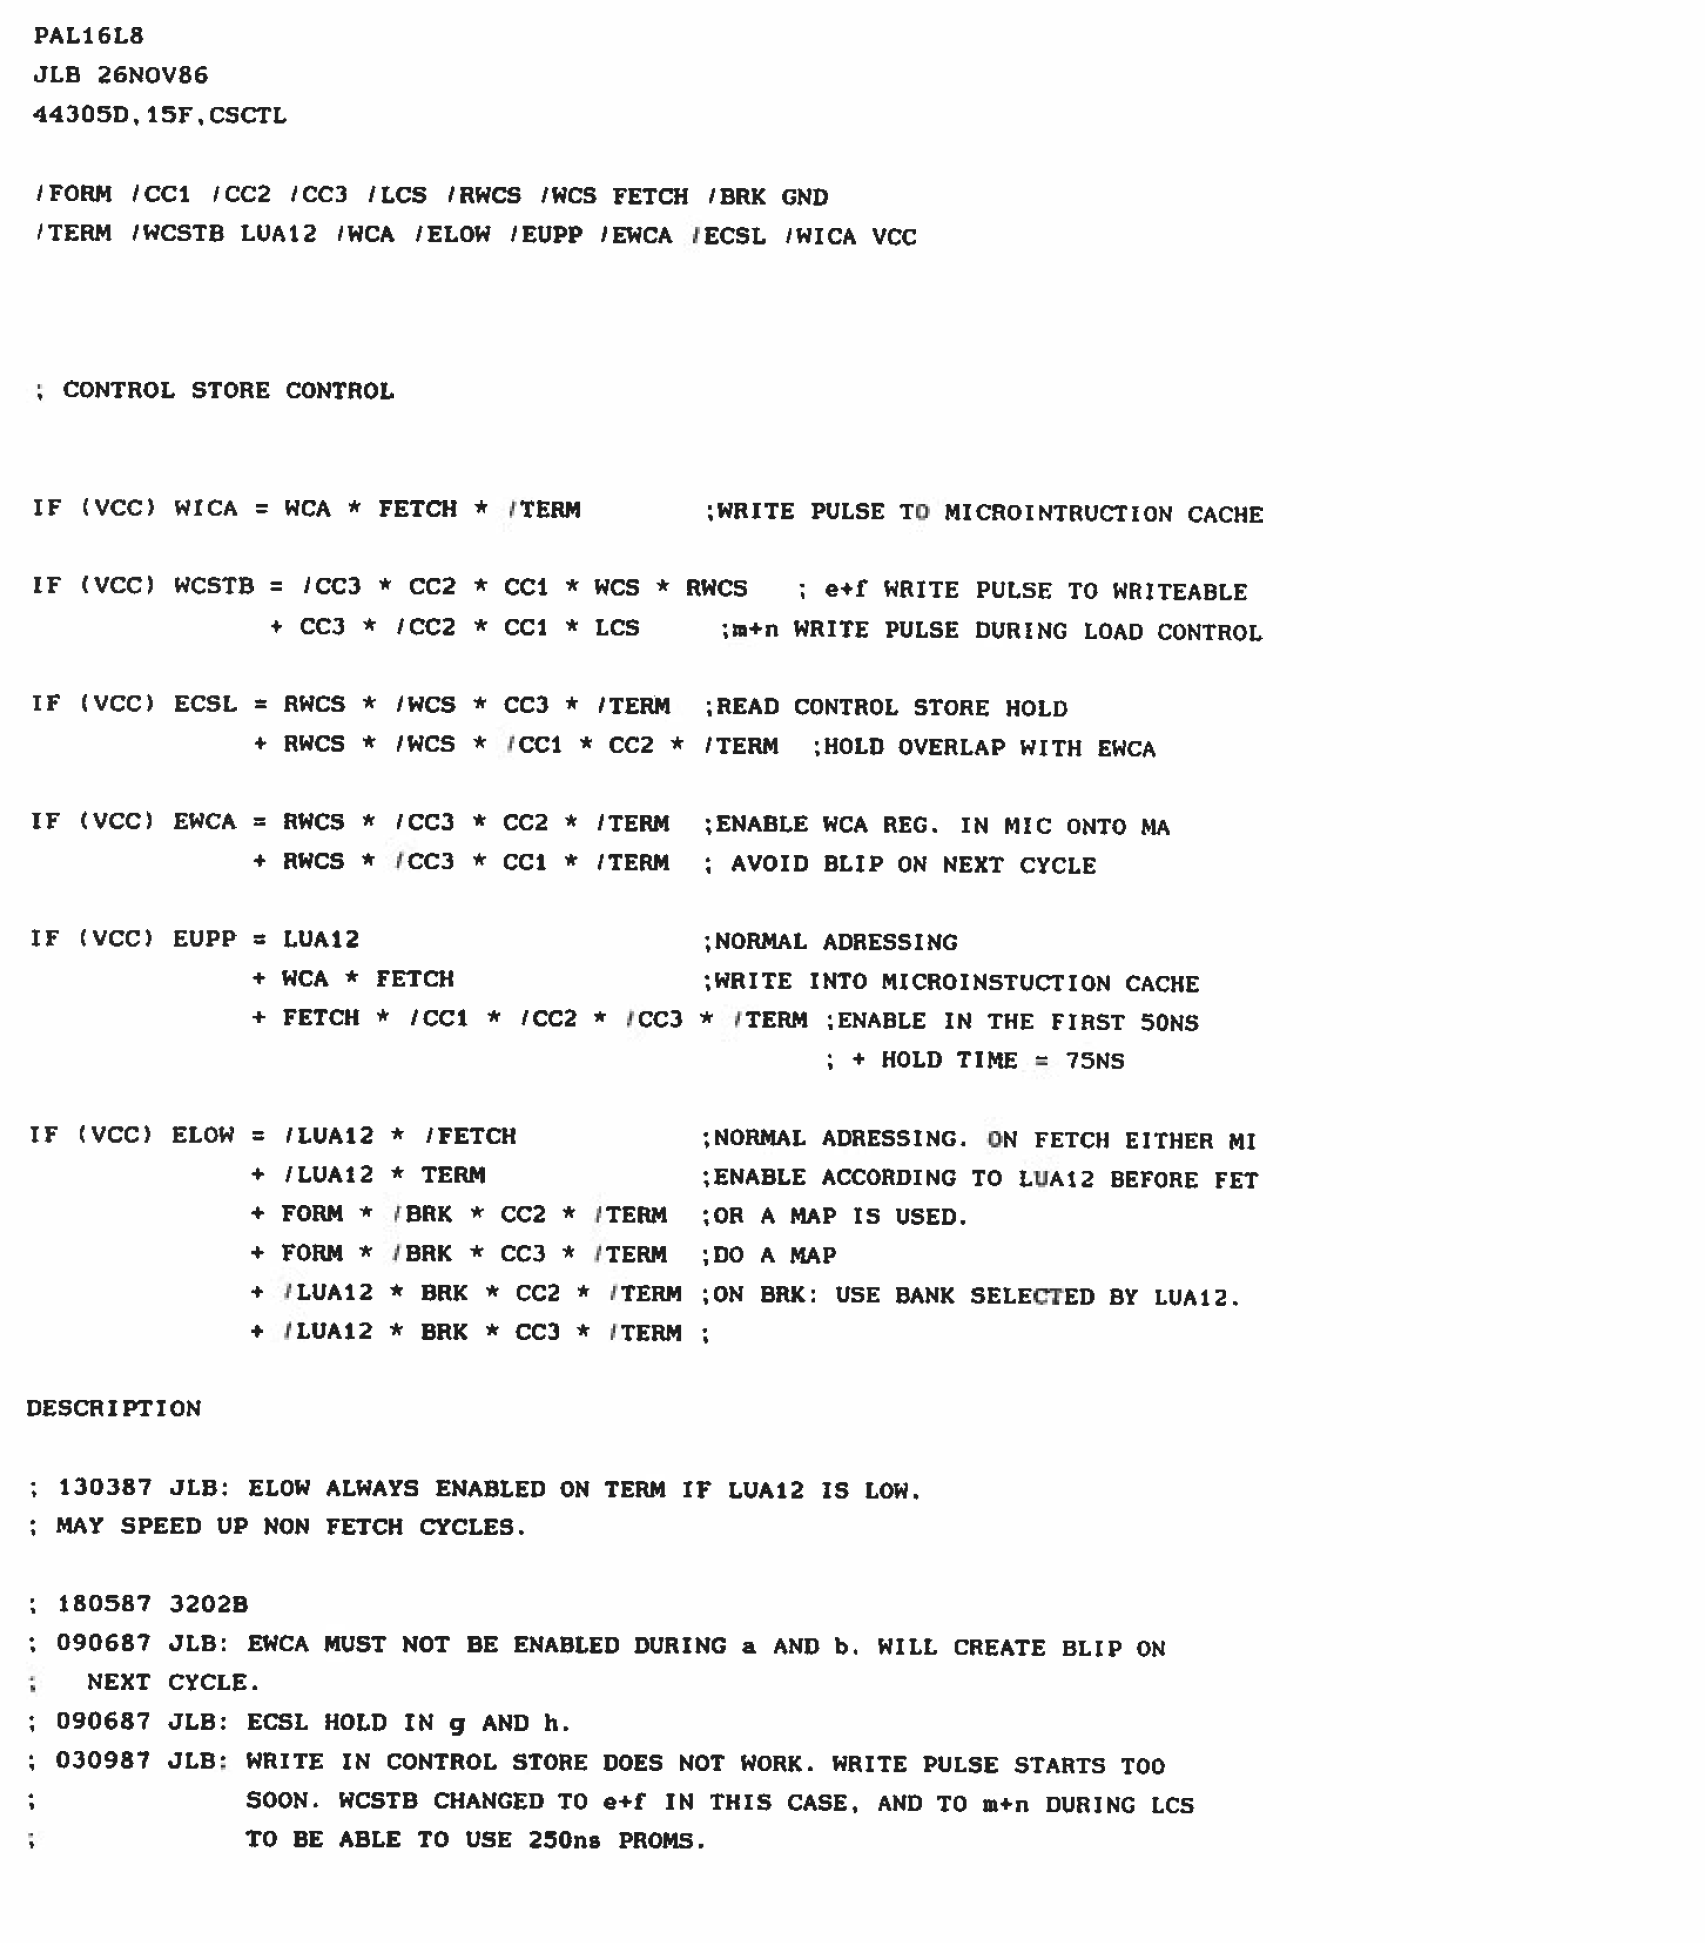 PAL16L8
JLB 26NOV86
44305D,15F,CSCTL
/FORM /CC1 /CC2 /CC3 /LCS /RWCS /WCS FETCH /BRK GND
/TERM /WCSTB LUA12 /WCA /ELOW /EUPP /EWCA /ECSL /WICA VCC
; CONTROL STORE CONTROL
IF (VCC) WICA = WCA * FETCH * /TERM ;WRITE PULSE TO MICROINTRUCTION CACHE
IF (VCC) WCSTB = /CC3 * CC2 * CC1 * WCS * RWCS ; e+f WRITE PULSE TO WRITEABLE
+ CC3 * /CC2 * CC1 * LCS ;m+n WRITE PULSE DURING LOAD CONTROL
IF (VCC) ECSL = RWCS * /WCS * CC3 * /TERM ;READ CONTROL STORE HOLD
+ RWCS * /WCS * /CC1 * CC2 * /TERM ;HOLD OVERLAP WITH EWCA
IF (VCC) EWCA = RWCS * /CC3 * CC2 * /TERM ;ENABLE WCA REG. IN MIC ONTO MA
+ RWCS * /CC3 * CC1 * /TERM ; AVOID BLIP ON NEXT CYCLE
IF (VCC) EUPP = LUA12 ;NORMAL ADRESSING
+ WCA * FETCH ;WRITE INTO MICROINSTUCTION CACHE
+ FETCH * /CC1 * /CC2 * /CC3 * /TERM ;ENABLE IN THE FIRST 50NS
; + HOLD TIME = 75NS
IF (VCC) ELOW = /LUA12 * /FETCH ;NORMAL ADRESSING. ON FETCH EITHER MI
+ /LUA12 * TERM ;ENABLE ACCORDING TO LUA12 BEFORE FET
+ FORM * /BRK * CC2 * /TERM ;OR A MAP IS USED.
+ FORM * /BRK * CC3 * /TERM ;DO A MAP
+ /LUA12 * BRK * CC2 * /TERM ;ON BRK: USE BANK SELECTED BY LUA12.
+ /LUA12 * BRK * CC3 * /TERM ;
DESCRIPTION
; 130387 JLB: ELOW ALWAYS ENABLED ON TERM IF LUA12 IS LOW.
; MAY SPEED UP NON FETCH CYCLES.
; 180587 3202B
; 090687 JLB: EWCA MUST NOT BE ENABLED DURING a AND b. WILL CREATE BLIP ON
; NEXT CYCLE.
; 090687 JLB: ECSL HOLD IN g AND h.
; 030987 JLB: WRITE IN CONTROL STORE DOES NOT WORK. WRITE PULSE STARTS TOO
; SOON. WCSTB CHANGED TO e+f IN THIS CASE, AND TO m+n DURING LCS
; TO BE ABLE TO USE 250ns PROMS.